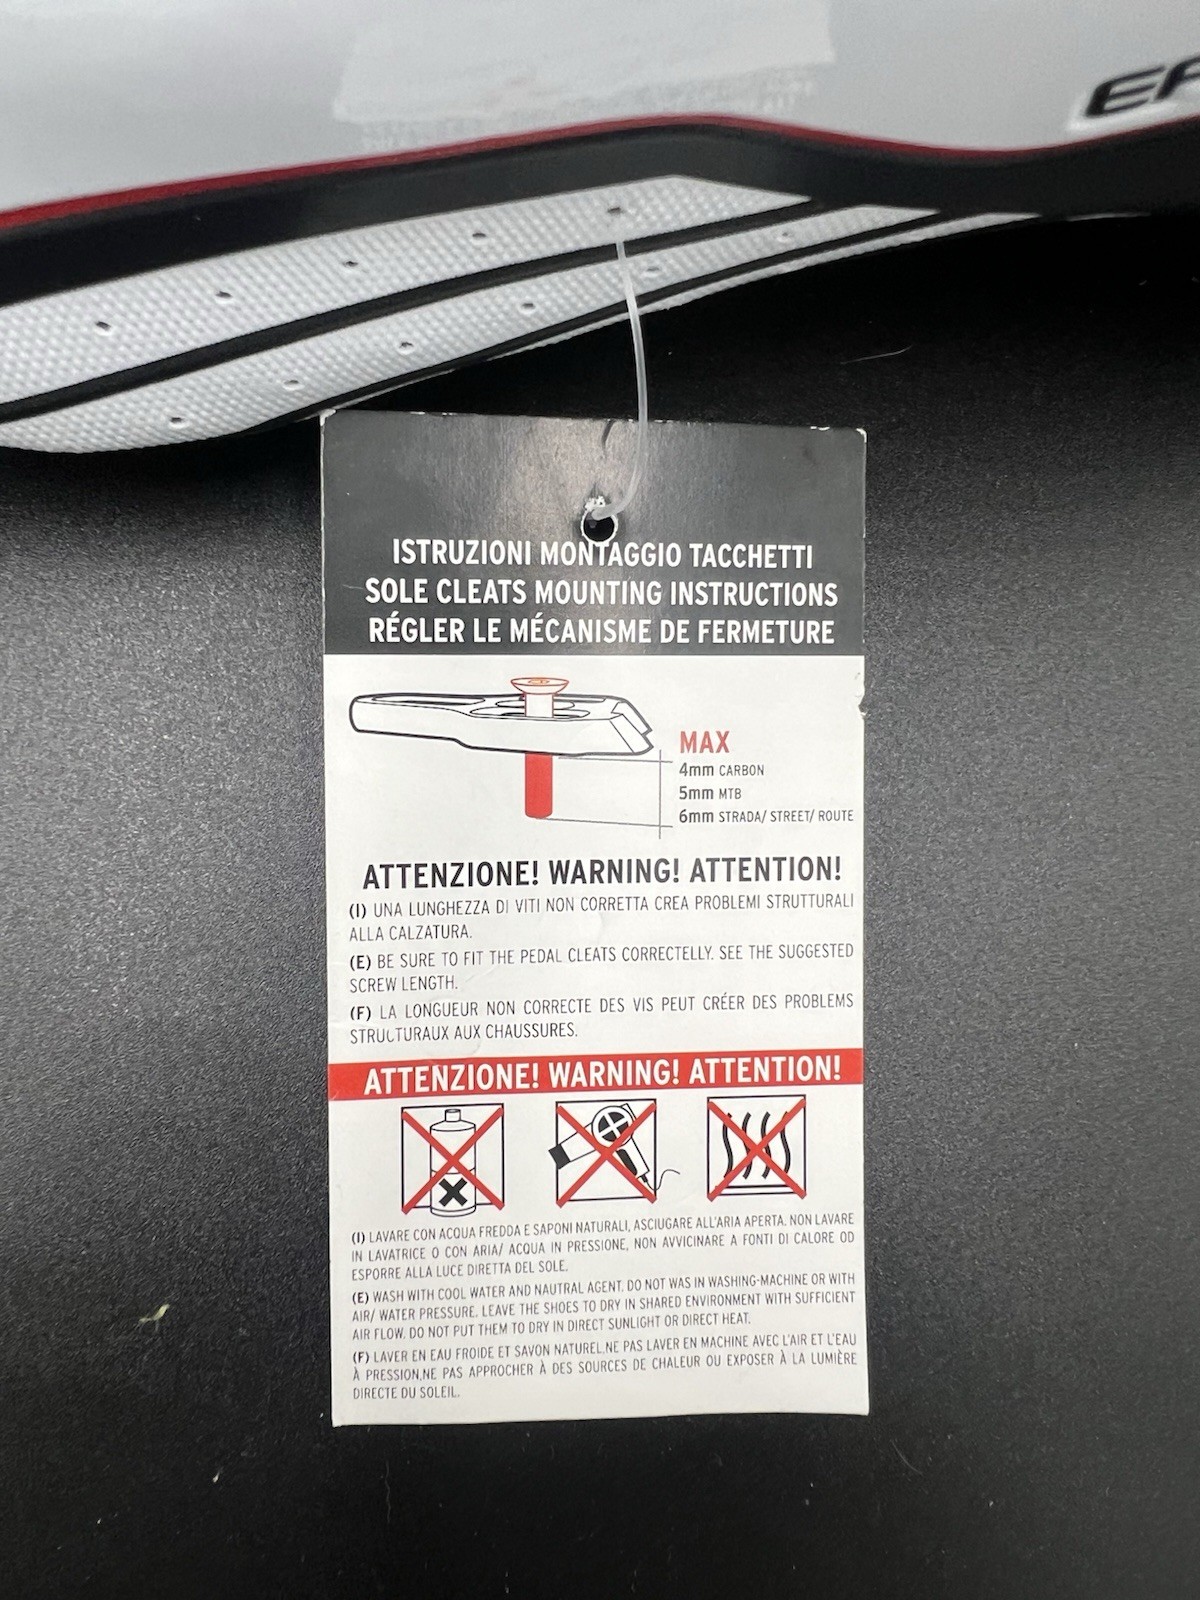 ISTRUZIONI MONTAGGIO TACCHETTI
SOLE CLEATS MOUNTING INSTRUCTIONS
RÉGLER LE MÉCANISME DE FERMETURE
MAX
4mm CARBON
5mm MTB
6mm STRADA/ STREET/ ROUTE
ATTENZIONE! WARNING! ATTENTION!
(I) UNA LUNGHEZZA DI VITI NON CORRETTA CREA PROBLEMI STRUTTURALI
ALLA CALZATURA.
(E) BE SURE TO FIT THE PEDAL CLEATS CORRECTELLY. SEE THE SUGGESTED
SCREW LENGTH.
(F) LA LONGUEUR NON CORRECTE DES VIS PEUT CRÉER DES PROBLEMS
STRUCTURAUX AUX CHAUSSURES.
ATTENZIONE! WARNING! ATTENTION!
(I) LAVARE CON ACQUA FREDDA E SAPONI NATURALI, ASCIUGARE ALL'ARIA APERTA. NON LAVARE
IN LAVATRICE O CON ARIA/ ACQUA IN PRESSIONE, NON AVVICINARE A FONTI DI CALORE OD
ESPORRE ALLA LUCE DIRETTA DEL SOLE.
(E) WASH WITH COOL WATER AND NAUTRAL AGENT. DO NOT WAS IN WASHING-MACHINE OR WITH
AIR/ WATER PRESSURE. LEAVE THE SHOES TO DRY IN SHARED ENVIRONMENT WITH SUFFICIENT
AIR FLOW. DO NOT PUT THEM TO DRY IN DIRECT SUNLIGHT OR DIRECT HEAT.
(F) LAVER EN EAU FROIDE ET SAVON NATUREL.NE PAS LAVER EN MACHINE AVEC L'AIR ET L'EAU
À PRESSION,NE PAS APPROCHER À DES SOURCES DE CHALEUR OU EXPOSER À LA LUMIÈRE
DIRECTE DU SOLEIL.